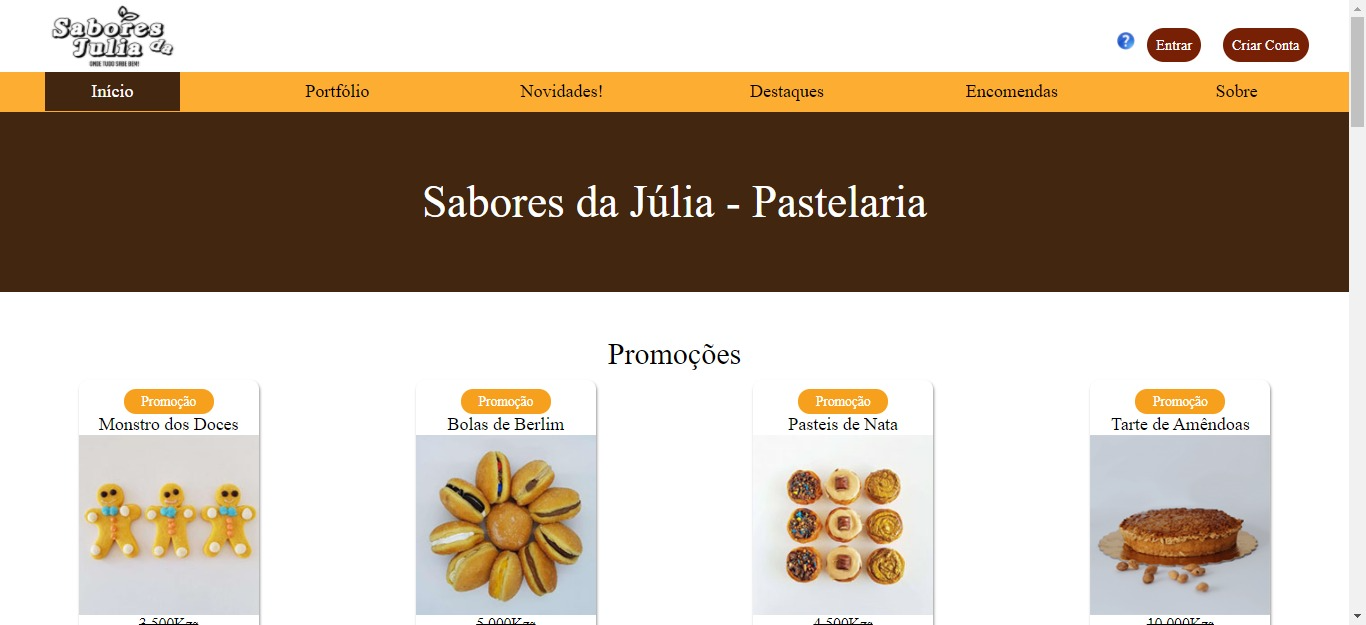 Sabores
Julia da
ONDE TUDO SABE BEM!
?
Entrar
Criar Conta
Início
Portfólio
Novidades!
Destaques
Encomendas
Sobre
Sabores da Júlia - Pastelaria
Promoções
Promoção
Monstro dos Doces
3.500Kzs
Promoção
Bolas de Berlim
5.000Kzs
Promoção
Pasteis de Nata
4.500Kzs
Promoção
Tarte de Amêndoas
10.000Kzs